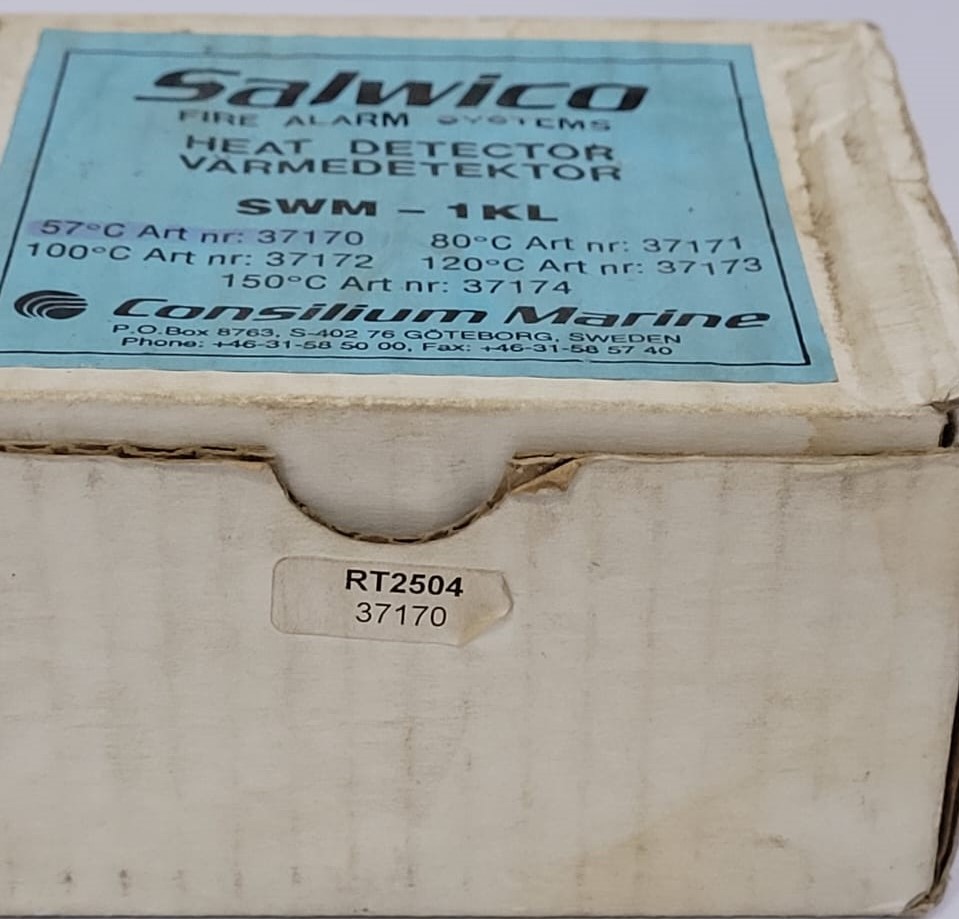 Salwico
FIRE ALARM SYSTEMS
HEAT DETECTOR
VÄRMEDETEKTOR
SWM - 1KL
57°C Art nr: 37170 80°C Art nr: 37171
100°C Art nr: 37172 120°C Art nr: 37173
150°C Art nr: 37174
Consilium Marine
P.O.Box 8763, S-402 76 GÖTEBORG, SWEDEN
Phone: +46-31-58 50 00, Fax: +46-31-58 57 40
RT2504
37170